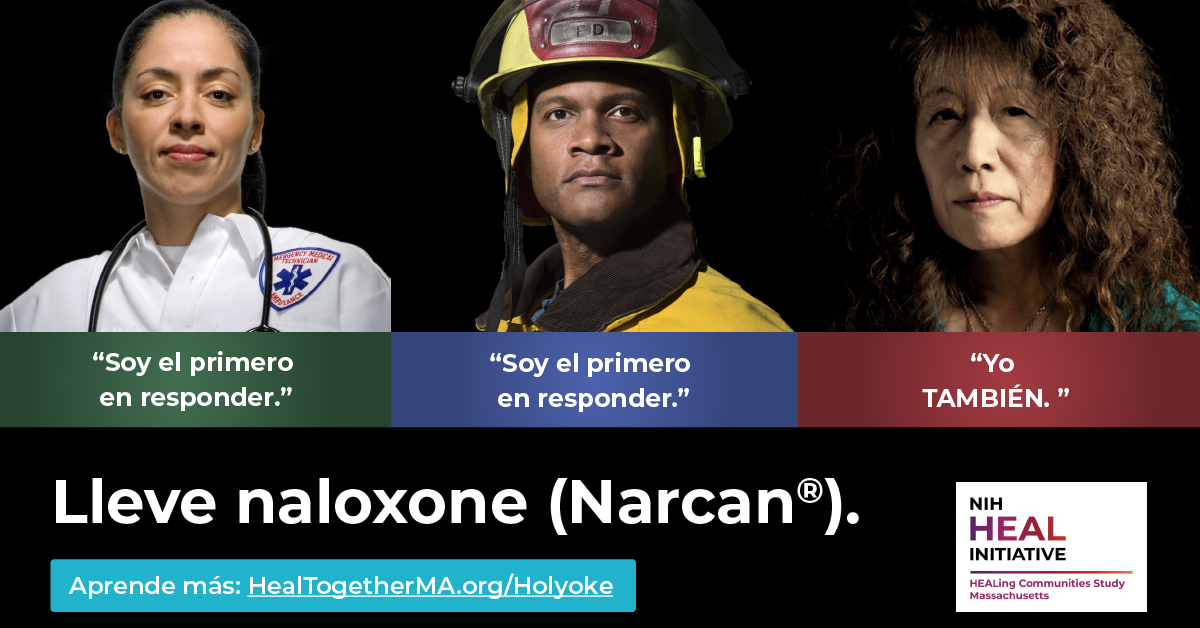 FD
EMERGENCY MEDICAL
TECHNICIAN
AMBULANCE
“Soy el primero
en responder.”
“Soy el primero
en responder.”
“Yo
TAMBIÉN. ”
Lleve naloxone (Narcan®).
Aprende más: HealTogetherMA.org/Holyoke
NIH
HEAL
INITIATIVE
HEALing Communities Study
Massachusetts